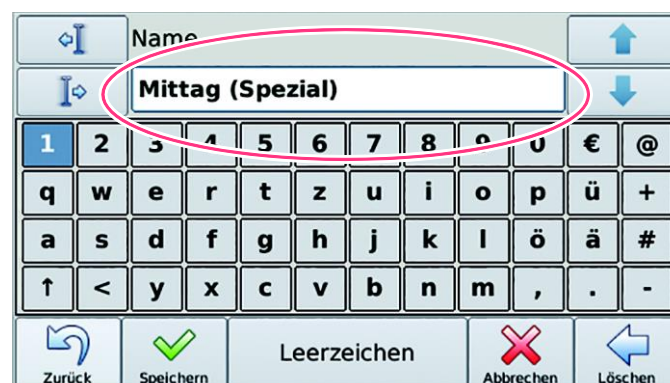 Name
Mittag (Spezial)
1 2 3 4 5 6 7 8 9 0 € @
q w e r t z u i o p ü +
a s d f g h j k l ö ä #
↑ < y x c v b n m , . -
Zurück Speichern Leerzeichen Abbrechen Löschen